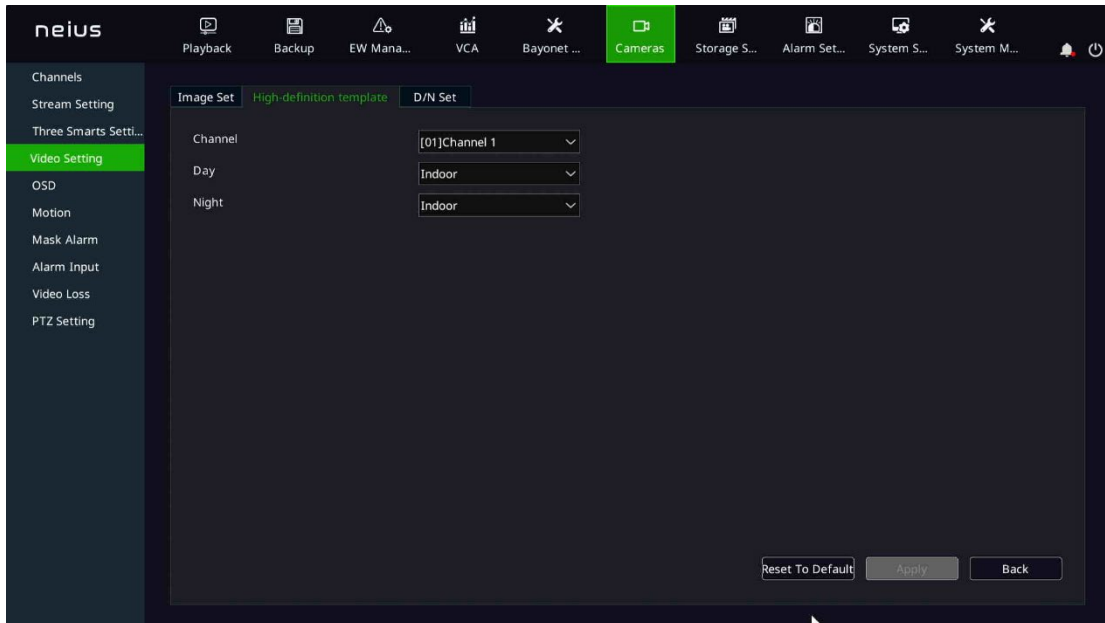 neius
Playback Backup EW Mana... VCA Bayonet ... Cameras Storage S... Alarm Set... System S... System M...
Channels
Stream Setting
Three Smarts Setti...
Video Setting
OSD
Motion
Mask Alarm
Alarm Input
Video Loss
PTZ Setting
Image Set High-definition template D/N Set
Channel [01]Channel 1
Day Indoor
Night Indoor
Reset To Default Apply Back